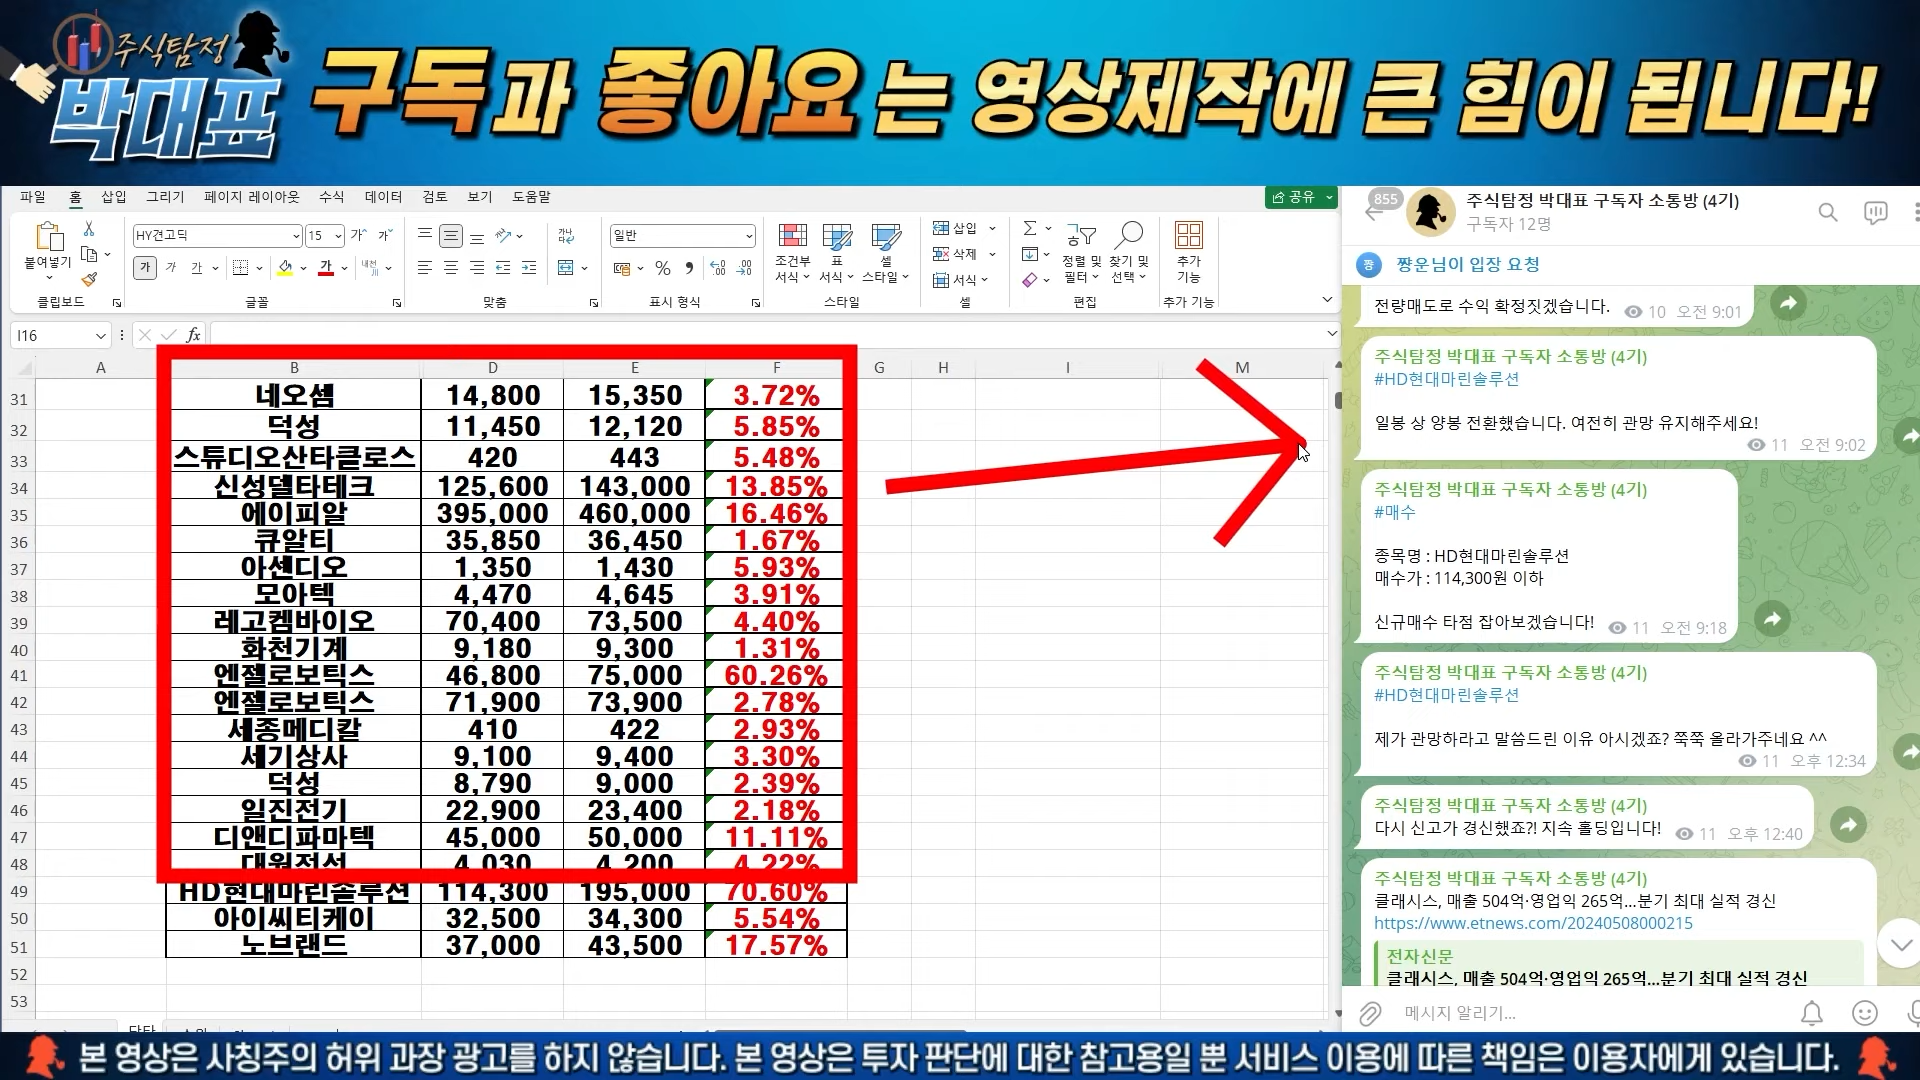 주식탐정
박대표
구독과 좋아요는 영상제작에 큰 힘이 됩니다!
파일 홈 삽입 그리기 페이지 레이아웃 수식 데이터 검토 보기 도움말
공유
붙여넣기
HY견고딕 15
일반
조건부 서식
표 서식
셀 스타일
삽입
삭제
서식
정렬 및 필터
찾기 및 선택
추가 기능
클립보드 글꼴 맞춤 표시 형식 스타일 셀 편집 추가 기능
I16 fx
A B D E F G H I M
31 네오셈 14,800 15,350 3.72%
32 덕성 11,450 12,120 5.85%
33 스튜디오산타클로스 420 443 5.48%
34 신성델타테크 125,600 143,000 13.85%
35 에이피알 395,000 460,000 16.46%
36 큐알티 35,850 36,450 1.67%
37 아센디오 1,350 1,430 5.93%
38 모아텍 4,470 4,645 3.91%
39 레고켐바이오 70,400 73,500 4.40%
40 화천기계 9,180 9,300 1.31%
41 엔젤로보틱스 46,800 75,000 60.26%
42 엔젤로보틱스 71,900 73,900 2.78%
43 세종메디칼 410 422 2.93%
44 세기상사 9,100 9,400 3.30%
45 덕성 8,790 9,000 2.39%
46 일진전기 22,900 23,400 2.18%
47 디앤디파마텍 45,000 50,000 11.11%
48 대원전선 4,030 4,200 4.22%
49 HD현대마린솔루션 114,300 195,000 70.60%
50 아이씨티케이 32,500 34,300 5.54%
51 노브랜드 37,000 43,500 17.57%
52
53
855
주식탐정 박대표 구독자 소통방 (4기)
구독자 12명
짱 짱운님이 입장 요청
전량매도로 수익 확정짓겠습니다. 10 오전 9:01
주식탐정 박대표 구독자 소통방 (4기)
#HD현대마린솔루션
일봉 상 양봉 전환했습니다. 여전히 관망 유지해주세요!
11 오전 9:02
주식탐정 박대표 구독자 소통방 (4기)
#매수
종목명 : HD현대마린솔루션
매수가 : 114,300원 이하
신규매수 타점 잡아보겠습니다! 11 오전 9:18
주식탐정 박대표 구독자 소통방 (4기)
#HD현대마린솔루션
제가 관망하라고 말씀드린 이유 아시겠죠? 쭉쭉 올라가주네요 ^^
11 오후 12:34
주식탐정 박대표 구독자 소통방 (4기)
다시 신고가 경신했죠?! 지속 홀딩입니다! 11 오후 12:40
주식탐정 박대표 구독자 소통방 (4기)
클래시스, 매출 504억·영업익 265억...분기 최대 실적 경신
https://www.etnews.com/20240508000215
전자신문
클래시스, 매출 504억·영업익 265억...분기 최대 실적 경신
메시지 알리기...
본 영상은 사칭주의 허위 과장 광고를 하지 않습니다. 본 영상은 투자 판단에 대한 참고용일 뿐 서비스 이용에 따른 책임은 이용자에게 있습니다.